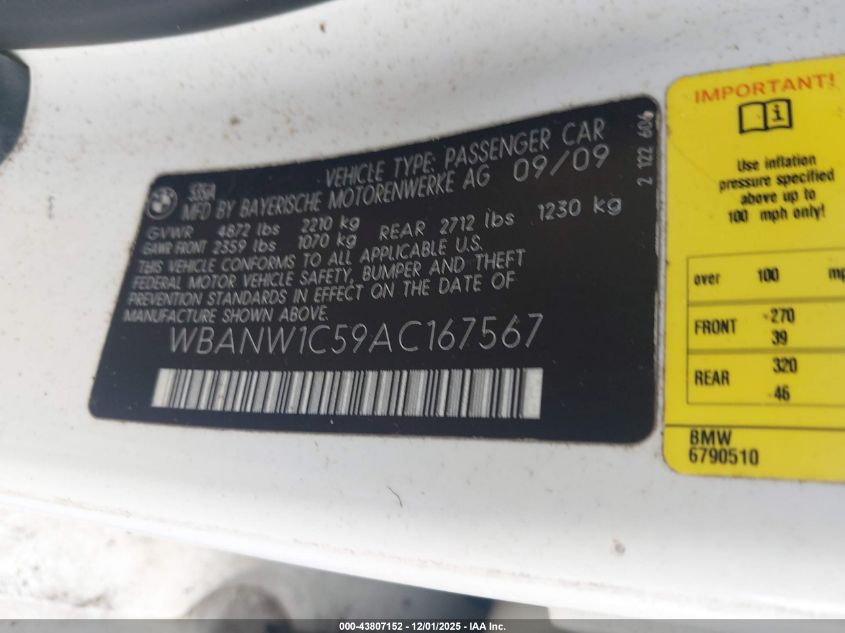 535A VEHICLE TYPE: PASSENGER CAR
MFD BY BAYERISCHE MOTORENWERKE AG 09/09
GVWR 4872 lbs 2210 kg
GAWR FRONT 2359 lbs 1070 kg REAR 2712 lbs 1230 kg
THIS VEHICLE CONFORMS TO ALL APPLICABLE U.S.
FEDERAL MOTOR VEHICLE SAFETY, BUMPER AND THEFT
PREVENTION STANDARDS IN EFFECT ON THE DATE OF
MANUFACTURE SHOWN ABOVE.
WBANW1C59AC167567
2 122 604
IMPORTANT!
Use inflation
pressure specified
above up to
100 mph only!
over 100
FRONT 270
39
REAR 320
46
BMW
6790510
000-43807152 - 12/01/2025 - IAA, Inc.